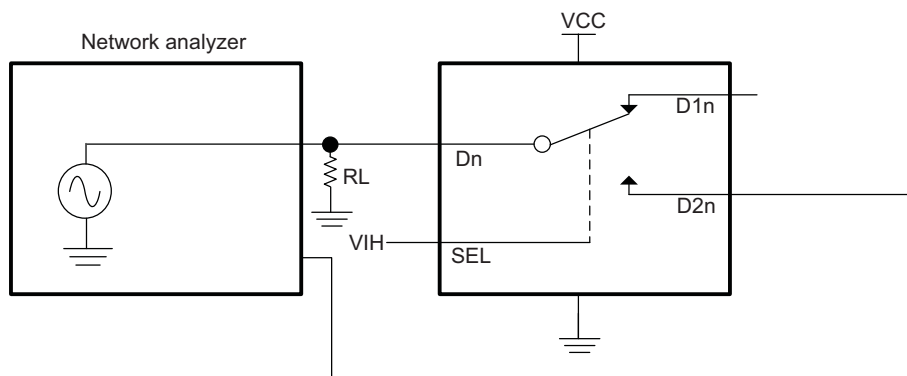 VCC
Network analyzer
D1n
Dn
RL
D2n
VIH
SEL